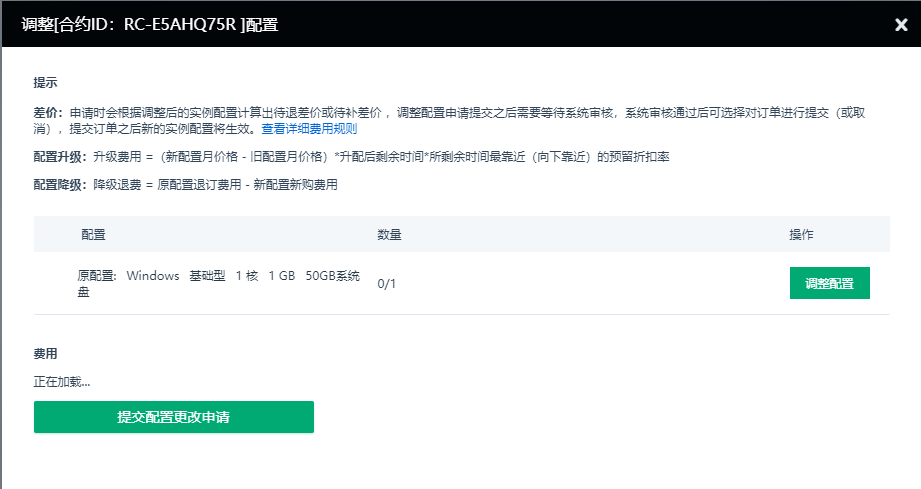 调整[合约ID：RC-E5AHQ75R ]配置
提示
差价：申请时会根据调整后的实例配置计算出待退差价或待补差价 ，调整配置申请提交之后需要等待系统审核，系统审核通过后可选择对订单进行提交（或取
消），提交订单之后新的实例配置将生效。查看详细费用规则
配置升级：升级费用 =（新配置月价格 - 旧配置月价格）*升配后剩余时间*所剩余时间最靠近（向下靠近）的预留折扣率
配置降级：降级退费 = 原配置退订费用 - 新配置新购费用
配置 数量 操作
原配置: Windows 基础型 1 核 1 GB 50GB系统
盘
0/1
调整配置
费用
正在加载...
提交配置更改申请